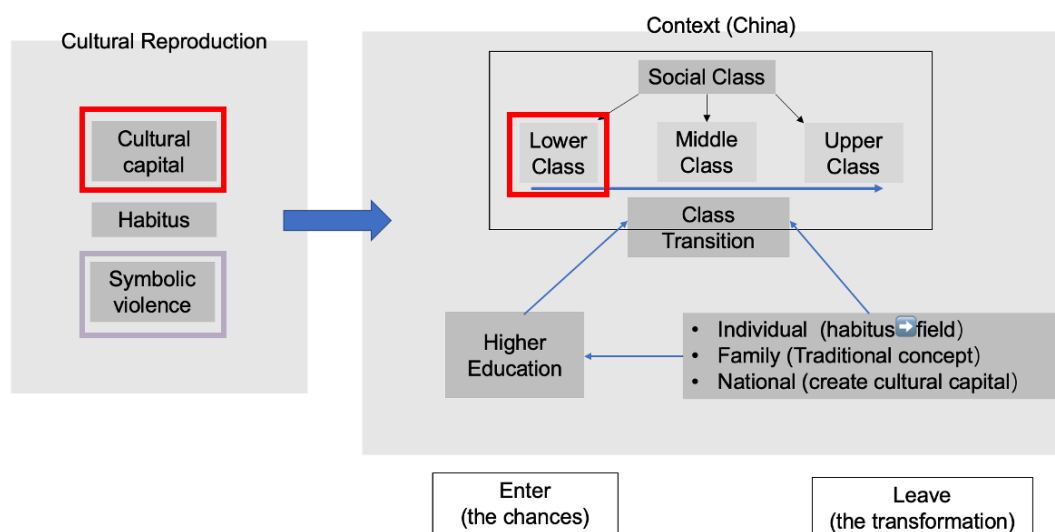 Cultural Reproduction
Cultural
capital
Habitus
Symbolic
violence
Context (China)
Social Class
Lower
Class
Middle
Class
Upper
Class
Class
Transition
Higher
Education
• Individual (habitus➡field)
• Family (Traditional concept)
• National (create cultural capital)
Enter
(the chances)
Leave
(the transformation)